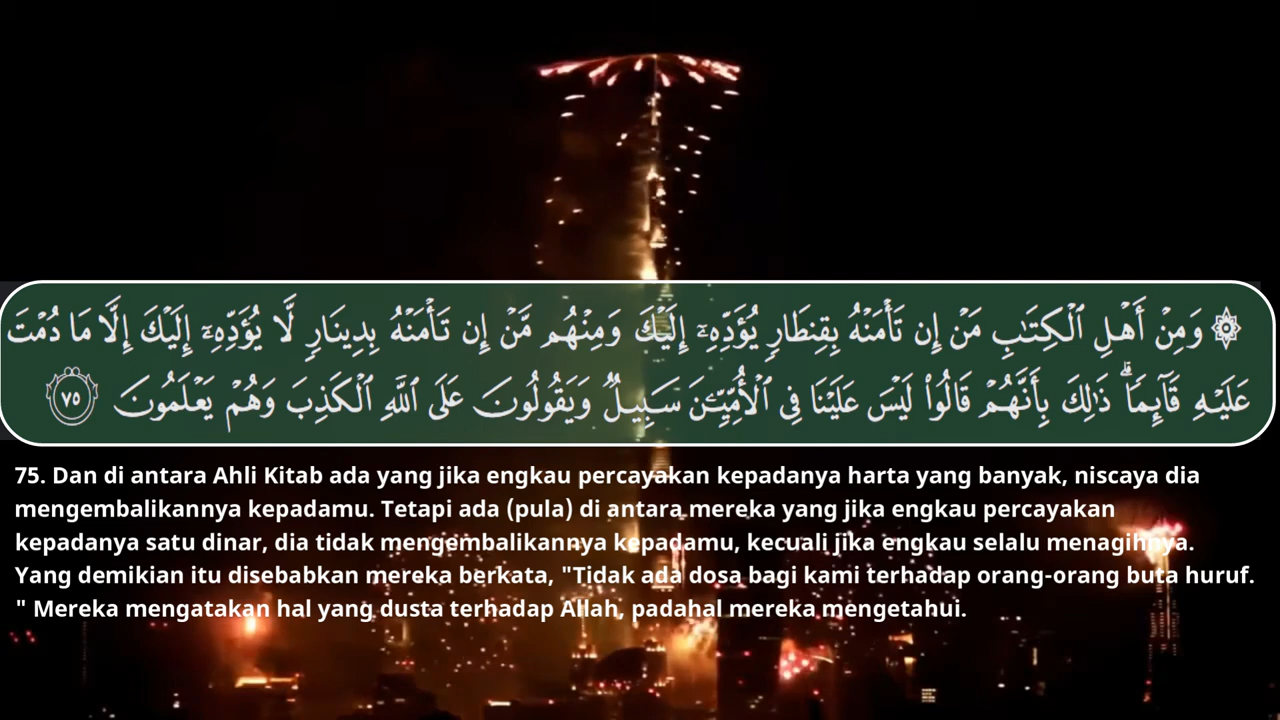 ۞ وَمِنْ أَهْلِ ٱلْكِتَٰبِ مَنْ إِن تَأْمَنْهُ بِقِنطَارٍ يُؤَدِّهِۦٓ إِلَيْكَ وَمِنْهُم مَّنْ إِن تَأْمَنْهُ بِدِينَارٍ لَّا يُؤَدِّهِۦٓ إِلَيْكَ إِلَّا مَا دُمْتَ
عَلَيْهِ قَآئِمًا ۗ ذَٰلِكَ بِأَنَّهُمْ قَالُوا۟ لَيْسَ عَلَيْنَا فِى ٱلْأُمِّيِّـۧنَ سَبِيلٌ وَيَقُولُونَ عَلَى ٱللَّهِ ٱلْكَذِبَ وَهُمْ يَعْلَمُونَ ٧٥
75. Dan di antara Ahli Kitab ada yang jika engkau percayakan kepadanya harta yang banyak, niscaya dia
mengembalikannya kepadamu. Tetapi ada (pula) di antara mereka yang jika engkau percayakan
kepadanya satu dinar, dia tidak mengembalikannya kepadamu, kecuali jika engkau selalu menagihnya.
Yang demikian itu disebabkan mereka berkata, "Tidak ada dosa bagi kami terhadap orang-orang buta huruf.
" Mereka mengatakan hal yang dusta terhadap Allah, padahal mereka mengetahui.